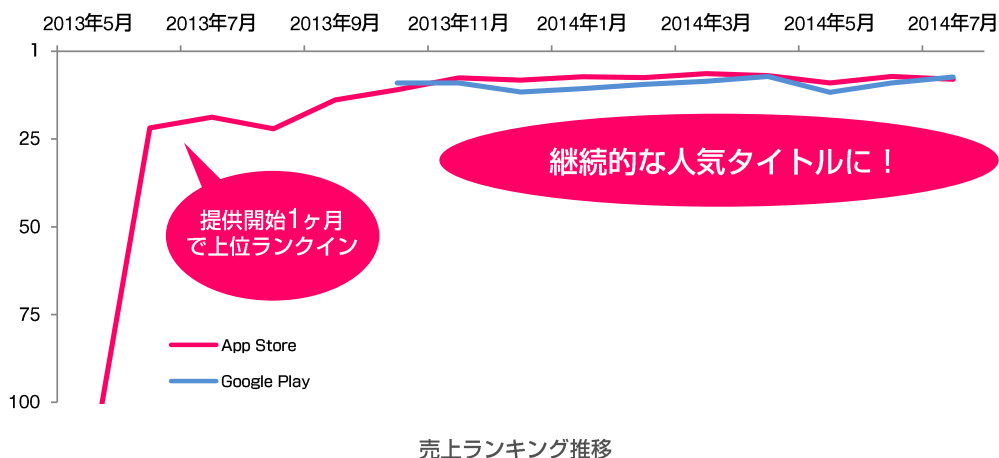 2013年5月 2013年7月 2013年9月 2013年11月 2014年1月 2014年3月 2014年5月 2014年7月
1
25
50
75
100
継続的な人気タイトルに！
提供開始1ヶ月
で上位ランクイン
App Store
Google Play
売上ランキング推移